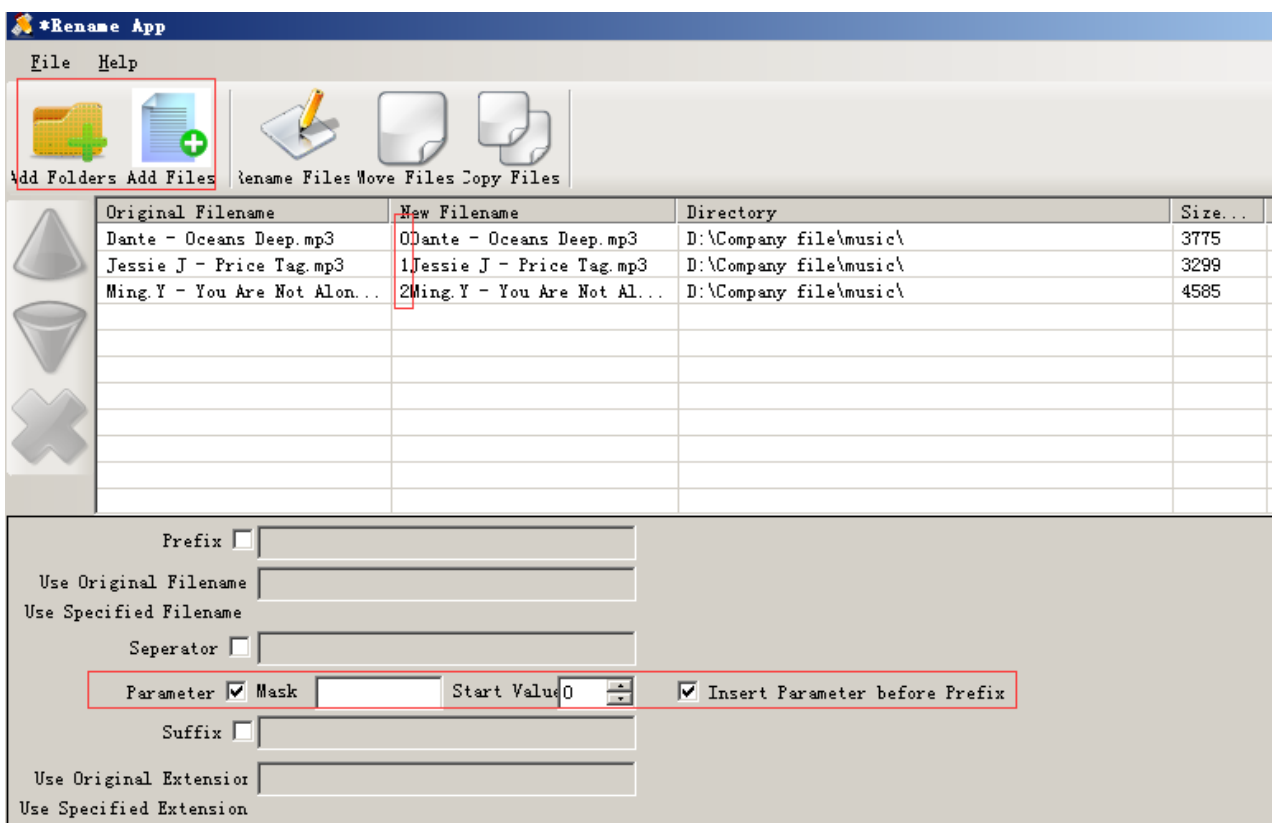 *Rename App
File Help
Add Folders Add Files Rename Files Move Files Copy Files
Original Filename New Filename Directory Size...
Dante - Oceans Deep.mp3 0Dante - Oceans Deep.mp3 D:\Company file\music\ 3775
Jessie J - Price Tag.mp3 1Jessie J - Price Tag.mp3 D:\Company file\music\ 3299
Ming.Y - You Are Not Alon... 2Ming.Y - You Are Not Al... D:\Company file\music\ 4585
Prefix
Use Original Filename
Use Specified Filename
Seperator
Parameter Mask Start Value 0 Insert Parameter before Prefix
Suffix
Use Original Extension
Use Specified Extension